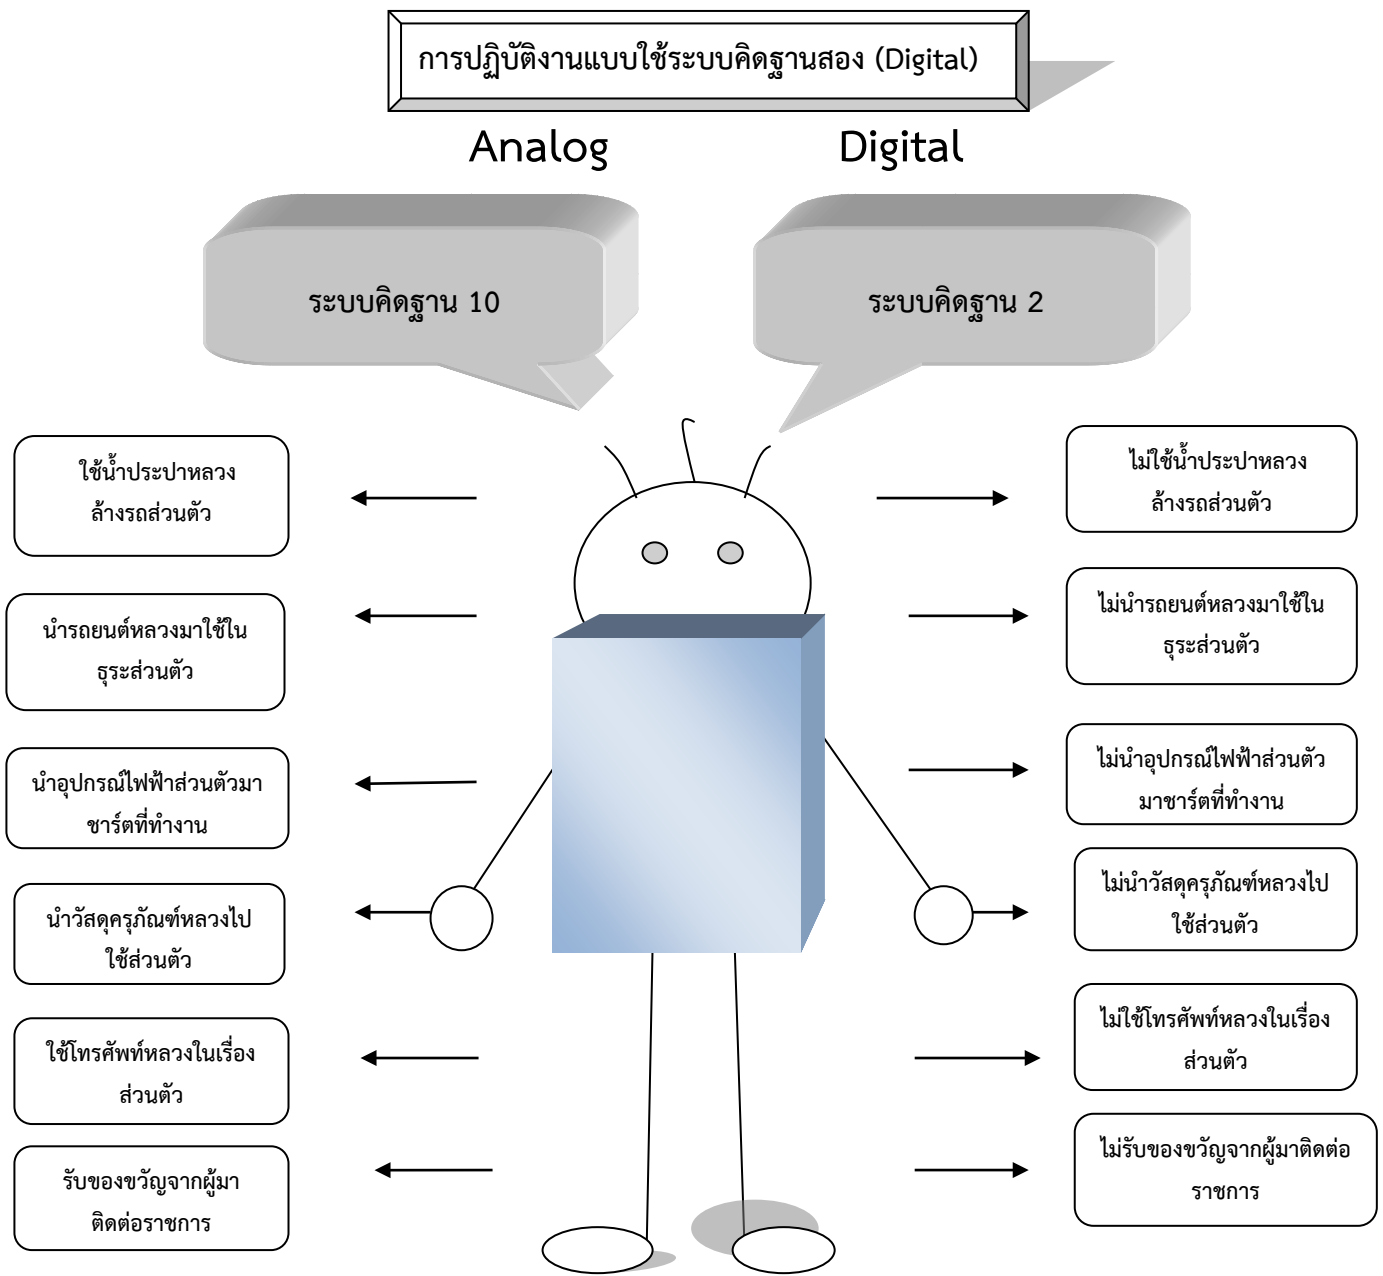 การปฏิบัติงานแบบใช้ระบบคิดฐานสอง (Digital)
Analog
Digital
ระบบคิดฐาน 10
ระบบคิดฐาน 2
ใช้น้ำประปาหลวง
ล้างรถส่วนตัว
ไม่ใช้น้ำประปาหลวง
ล้างรถส่วนตัว
นำรถยนต์หลวงมาใช้ใน
ธุระส่วนตัว
ไม่นำรถยนต์หลวงมาใช้ใน
ธุระส่วนตัว
นำอุปกรณ์ไฟฟ้าส่วนตัวมา
ชาร์ตที่ทำงาน
ไม่นำอุปกรณ์ไฟฟ้าส่วนตัว
มาชาร์ตที่ทำงาน
นำวัสดุครุภัณฑ์หลวงไป
ใช้ส่วนตัว
ไม่นำวัสดุครุภัณฑ์หลวงไป
ใช้ส่วนตัว
ใช้โทรศัพท์หลวงในเรื่อง
ส่วนตัว
ไม่ใช้โทรศัพท์หลวงในเรื่อง
ส่วนตัว
รับของขวัญจากผู้มา
ติดต่อราชการ
ไม่รับของขวัญจากผู้มาติดต่อ
ราชการ